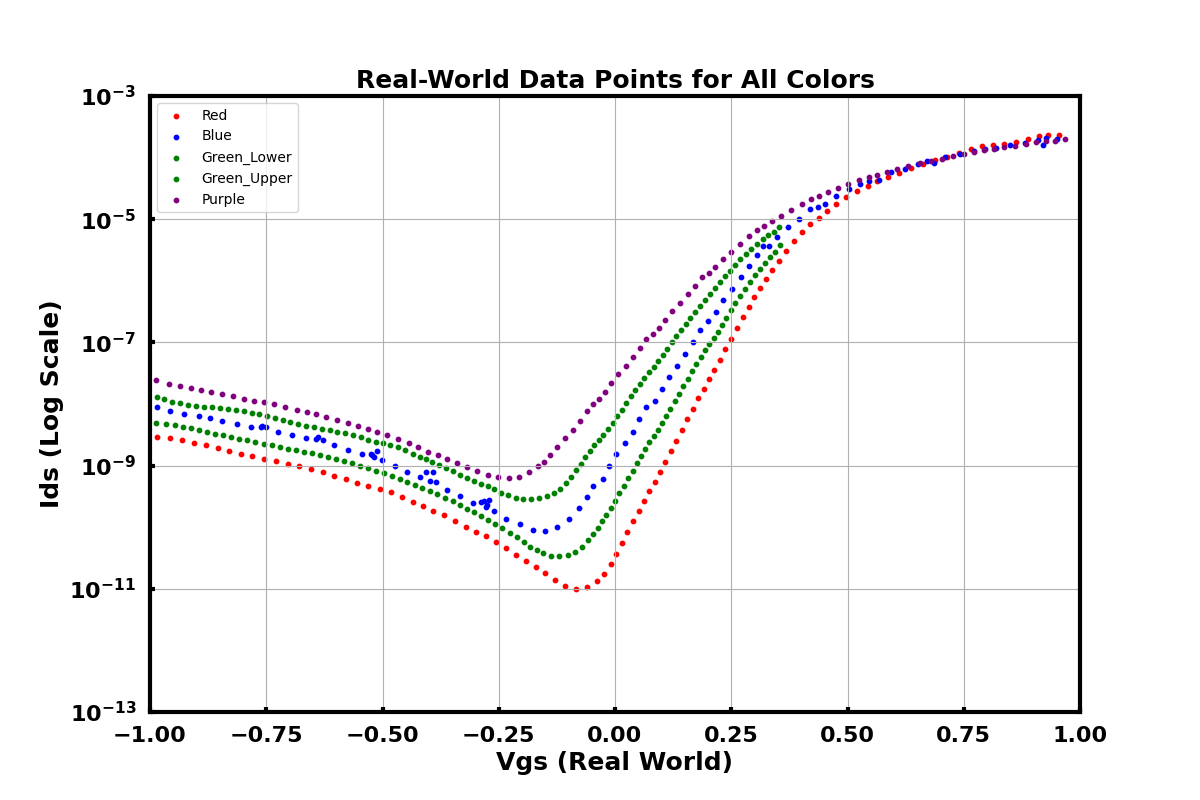 Real-World Data Points for All Colors
10⁻³
10⁻⁵
10⁻⁷
10⁻⁹
10⁻¹¹
10⁻¹³
Ids (Log Scale)
Red
Blue
Green_Lower
Green_Upper
Purple
−1.00 −0.75 −0.50 −0.25 0.00 0.25 0.50 0.75 1.00
Vgs (Real World)